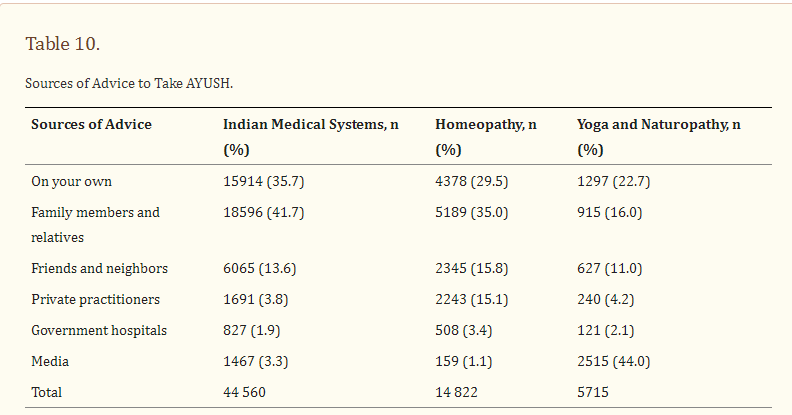 Table 10.
Sources of Advice to Take AYUSH.
Sources of Advice Indian Medical Systems, n Homeopathy, n Yoga and Naturopathy, n
(%) (%) (%)
On your own 15914 (35.7) 4378 (29.5) 1297 (22.7)
Family members and 18596 (41.7) 5189 (35.0) 915 (16.0)
relatives
Friends and neighbors 6065 (13.6) 2345 (15.8) 627 (11.0)
Private practitioners 1691 (3.8) 2243 (15.1) 240 (4.2)
Government hospitals 827 (1.9) 508 (3.4) 121 (2.1)
Media 1467 (3.3) 159 (1.1) 2515 (44.0)
Total 44 560 14 822 5715